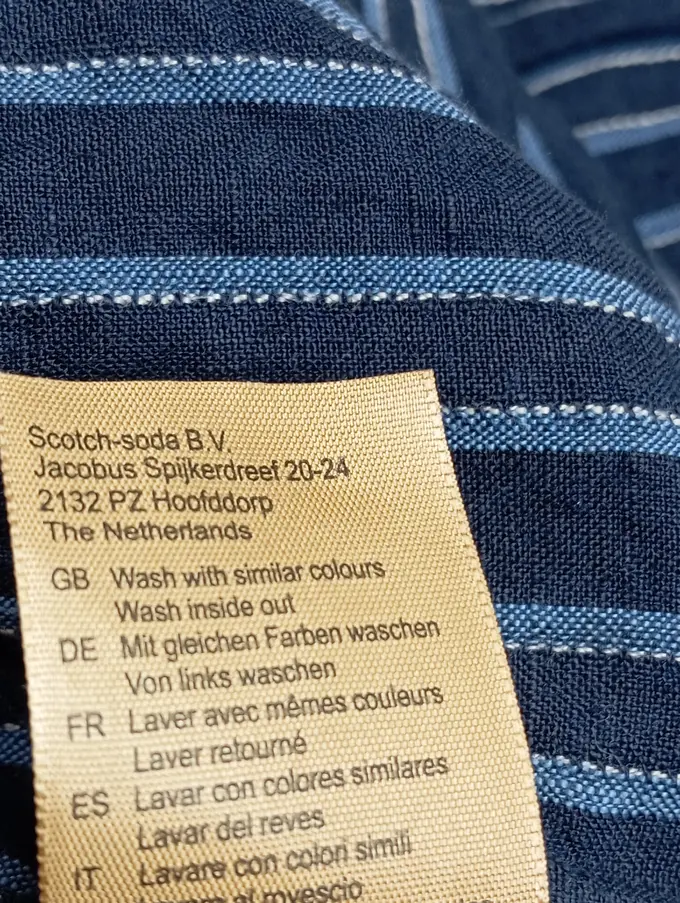 Scotch-soda B.V.
Jacobus Spijkerdreef 20-24
2132 PZ Hoofddorp
The Netherlands
GB Wash with similar colours
Wash inside out
DE Mit gleichen Farben waschen
Von links waschen
FR Laver avec mêmes couleurs
Laver retourné
ES Lavar con colores similares
Lavar del reves
IT Lavare con colori simili
al rovescio